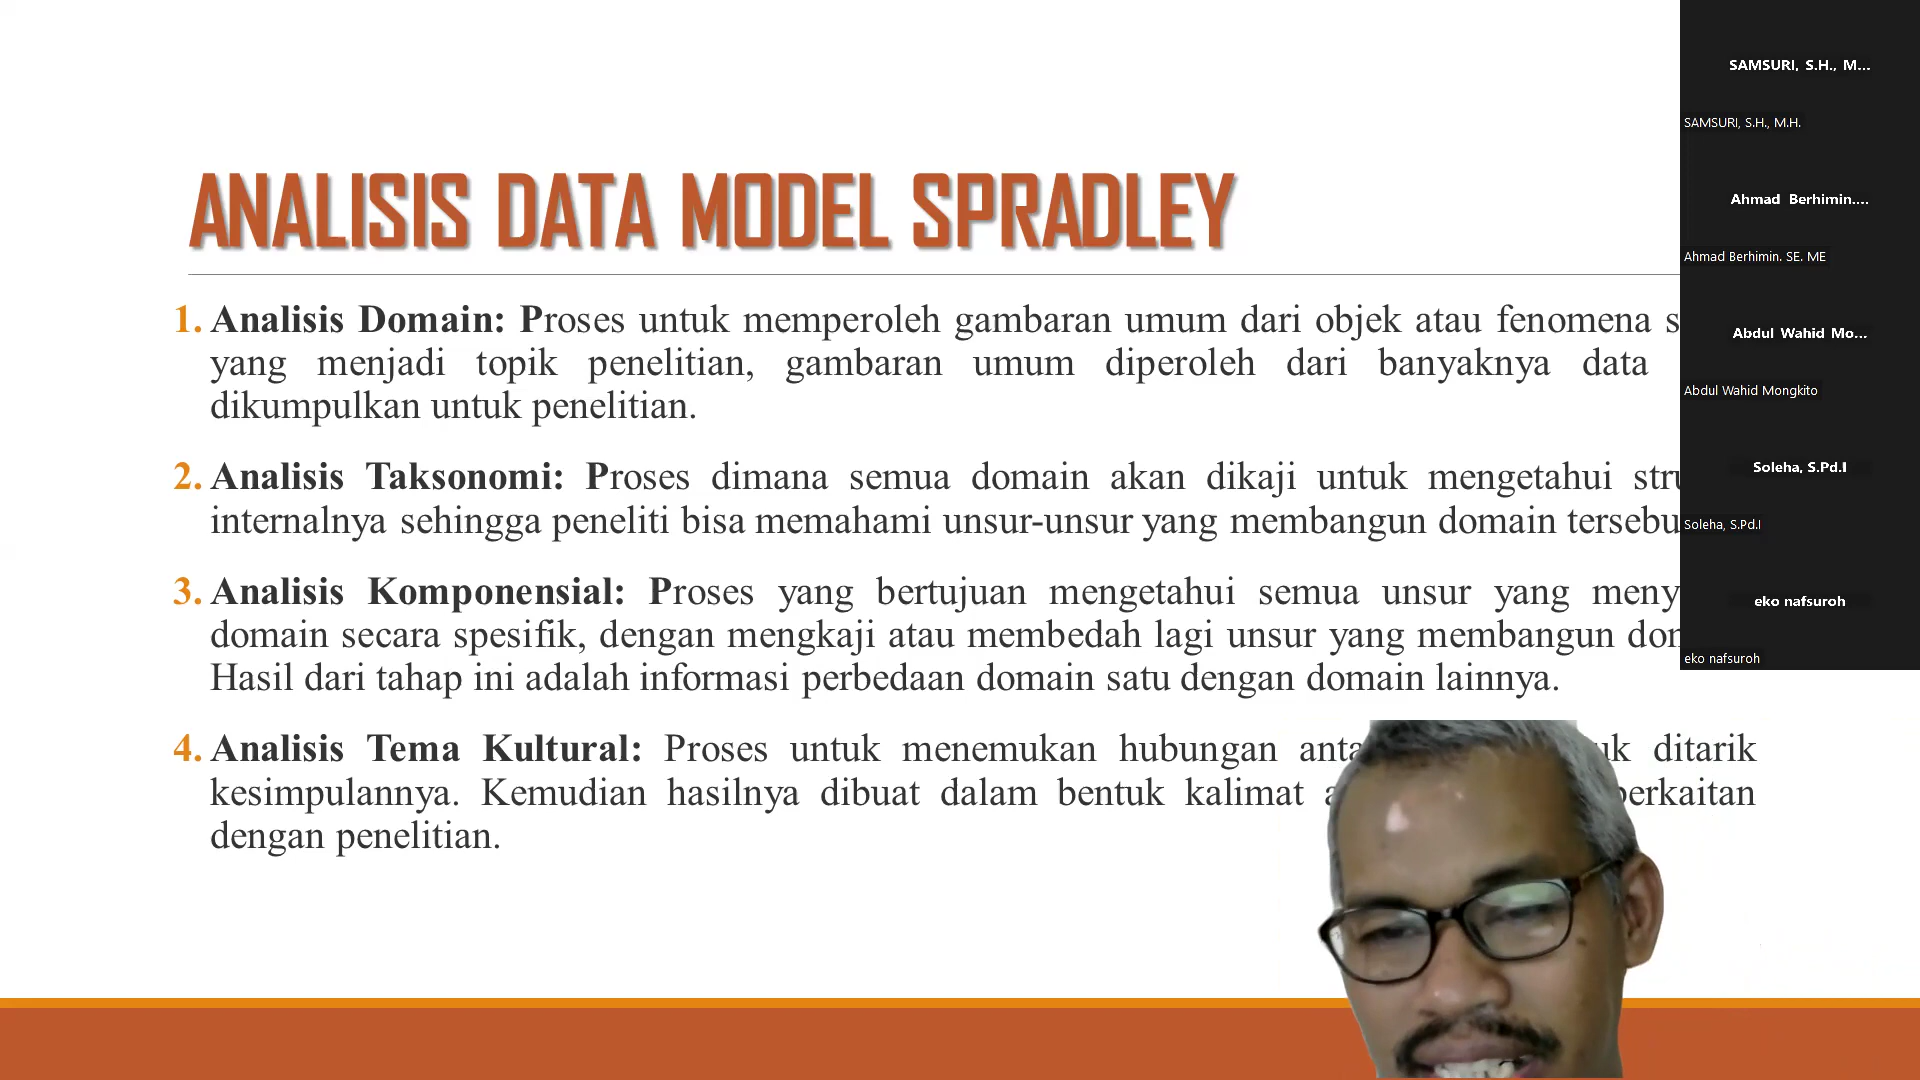 ANALISIS DATA MODEL SPRADLEY
1. Analisis Domain: Proses untuk memperoleh gambaran umum dari objek atau fenomena
yang menjadi topik penelitian, gambaran umum diperoleh dari banyaknya data
dikumpulkan untuk penelitian.
2. Analisis Taksonomi: Proses dimana semua domain akan dikaji untuk mengetahui
internalnya sehingga peneliti bisa memahami unsur-unsur yang membangun domain
3. Analisis Komponensial: Proses yang bertujuan mengetahui semua unsur yang
domain secara spesifik, dengan mengkaji atau membedah lagi unsur yang membangun
Hasil dari tahap ini adalah informasi perbedaan domain satu dengan domain lainnya.
4. Analisis Tema Kultural: Proses untuk menemukan hubungan ditarik
kesimpulannya. Kemudian hasilnya dibuat dalam bentuk kalimat berkaitan
dengan penelitian.
SAMSURI, S.H., M...
SAMSURI, S.H., M.H.
Ahmad Berhimin....
Ahmad Berhimin. SE. ME
Abdul Wahid Mo...
Abdul Wahid Mongkito
Soleha, S.Pd.I
Soleha, S.Pd.I
eko nafsuroh
eko nafsuroh